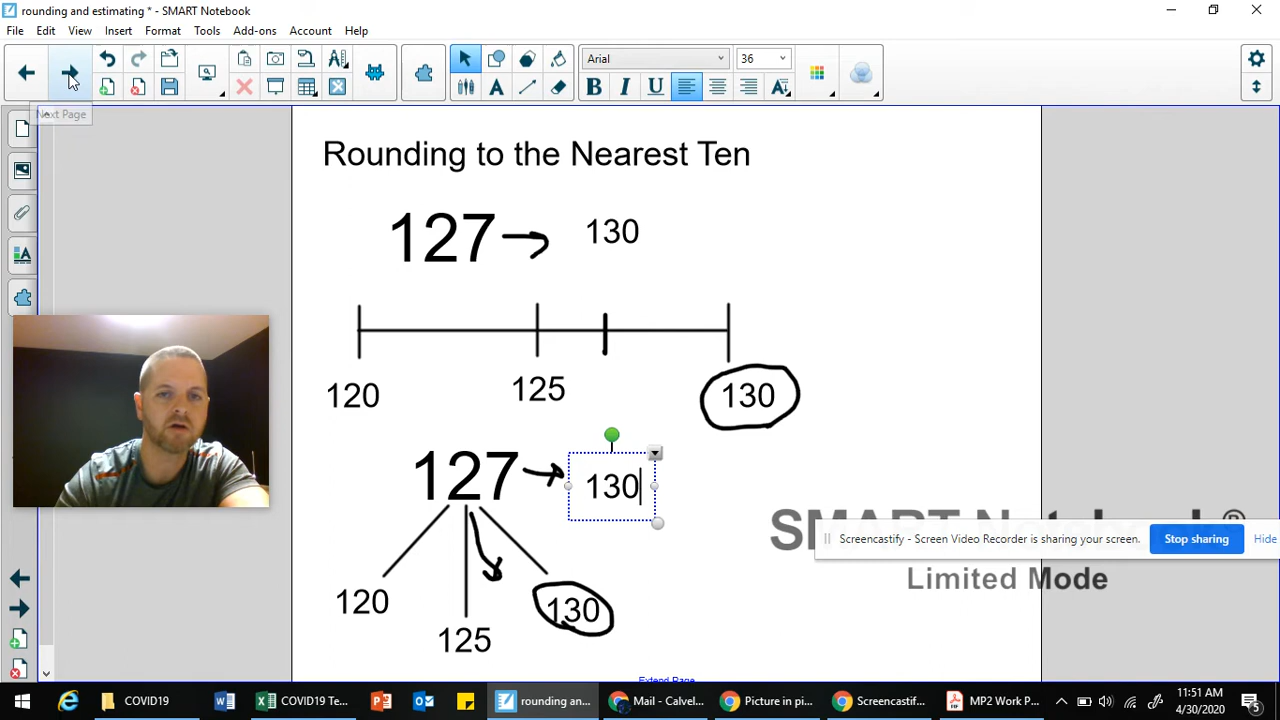 rounding and estimating * - SMART Notebook
File Edit View Insert Format Tools Add-ons Account Help
Arial 36
B I U A
Next Page
Rounding to the Nearest Ten
127 130
120 125 130
127 130
120 125 130
SMART Notebook®
Screencastify - Screen Video Recorder is sharing your screen. Stop sharing Hide
Limited Mode
Extend Page
COVID19 COVID19 Te... rounding an... Mail - Calvel... Picture in pi... Screencastif... MP2 Work P... 11:51 AM
4/30/2020 5